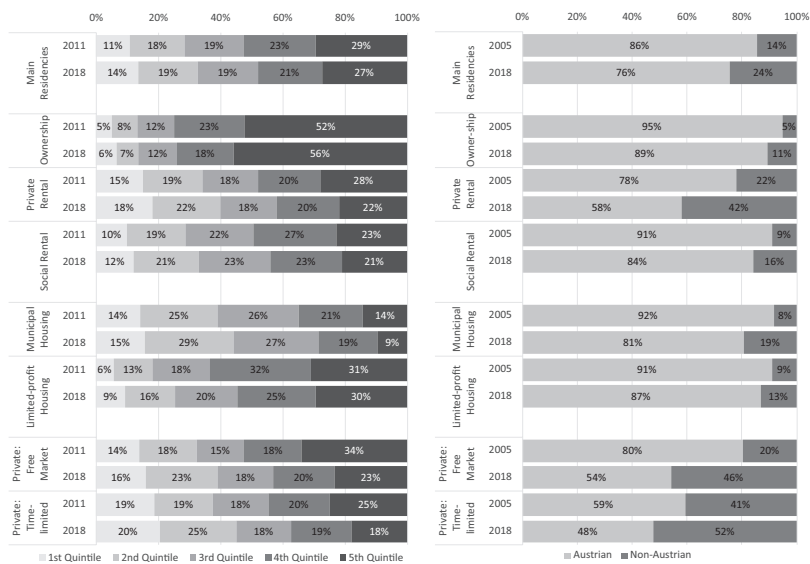 0% 20% 40% 60% 80% 100%
Main Residencies
2011 11% 18% 19% 23% 29%
2018 14% 19% 19% 21% 27%
Ownership
2011 5% 8% 12% 23% 52%
2018 6% 7% 12% 18% 56%
Private Rental
2011 15% 19% 18% 20% 28%
2018 18% 22% 18% 20% 22%
Social Rental
2011 10% 19% 22% 27% 23%
2018 12% 21% 23% 23% 21%
Municipal Housing
2011 14% 25% 26% 21% 14%
2018 15% 29% 27% 19% 9%
Limited-profit Housing
2011 6% 13% 18% 32% 31%
2018 9% 16% 20% 25% 30%
Private: Free Market
2011 14% 18% 15% 18% 34%
2018 16% 23% 18% 20% 23%
Private: Time-limited
2011 19% 19% 18% 20% 25%
2018 20% 25% 18% 19% 18%
1st Quintile 2nd Quintile 3rd Quintile 4th Quintile 5th Quintile
0% 20% 40% 60% 80% 100%
Main Residencies
2005 86% 14%
2018 76% 24%
Owner-ship
2005 95% 5%
2018 89% 11%
Private Rental
2005 78% 22%
2018 58% 42%
Social Rental
2005 91% 9%
2018 84% 16%
Municipal Housing
2005 92% 8%
2018 81% 19%
Limited-profit Housing
2005 91% 9%
2018 87% 13%
Private: Free Market
2005 80% 20%
2018 54% 46%
Private: Time-limited
2005 59% 41%
2018 48% 52%
Austrian Non-Austrian